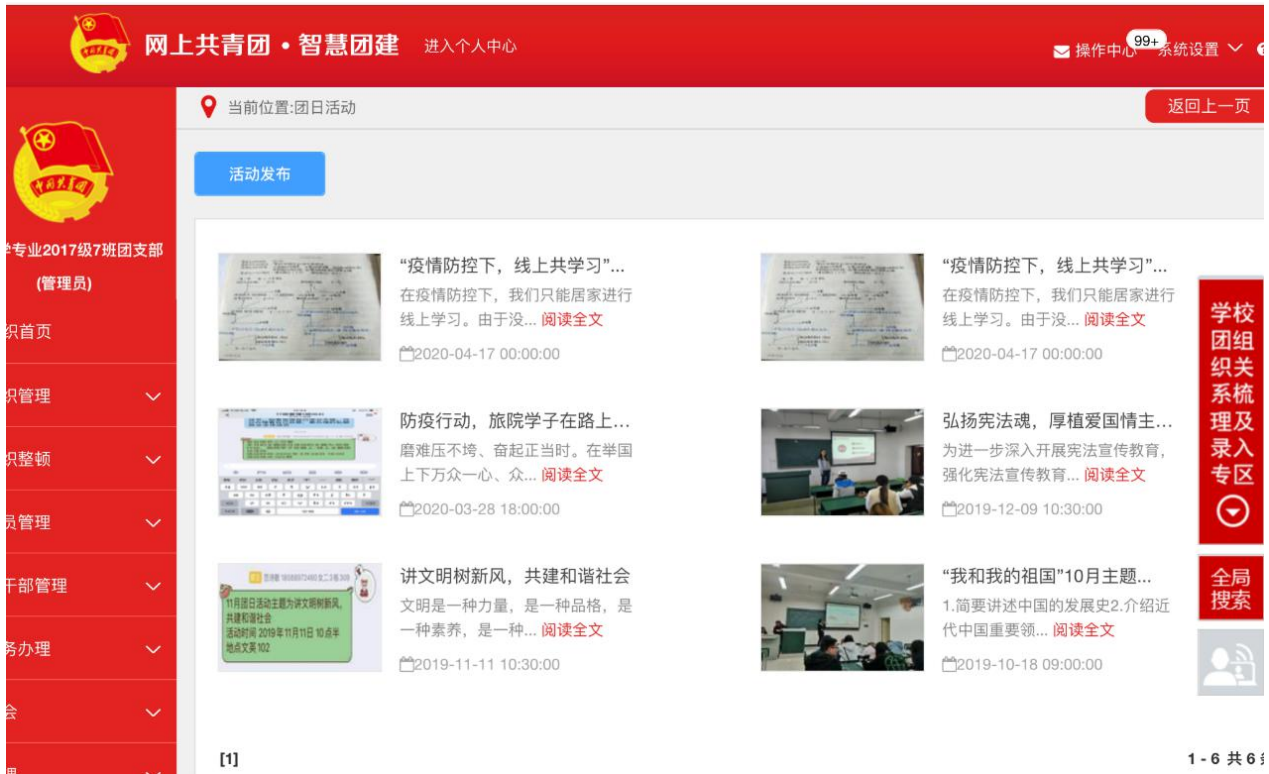 网上共青团·智慧团建
进入个人中心
99+
操作中心
系统设置
当前位置:团日活动
返回上一页
活动发布
专业2017级7班团支部
(管理员)
织首页
织管理
织整顿
员管理
干部管理
务办理
会
理
“疫情防控下，线上共学习”...
在疫情防控下，我们只能居家进行
线上学习。由于没... 阅读全文
2020-04-17 00:00:00
“疫情防控下，线上共学习”...
在疫情防控下，我们只能居家进行
线上学习。由于没... 阅读全文
2020-04-17 00:00:00
防疫行动，旅院学子在路上...
磨难压不垮、奋起正当时。在举国
上下万众一心、众... 阅读全文
2020-03-28 18:00:00
弘扬宪法魂，厚植爱国情主...
为进一步深入开展宪法宣传教育，
强化宪法宣传教育... 阅读全文
2019-12-09 10:30:00
11月团日活动主题为讲文明树新风，
共建和谐社会
活动时间 2019年11月11日 10点半
地点文英102
讲文明树新风，共建和谐社会
文明是一种力量，是一种品格，是
一种素养，是一种... 阅读全文
2019-11-11 10:30:00
“我和我的祖国”10月主题...
1.简要讲述中国的发展史2.介绍近
代中国重要领... 阅读全文
2019-10-18 09:00:00
学校
团组
织关
系梳
理及
录入
专区
全局
搜索
[1]
1 - 6 共 6